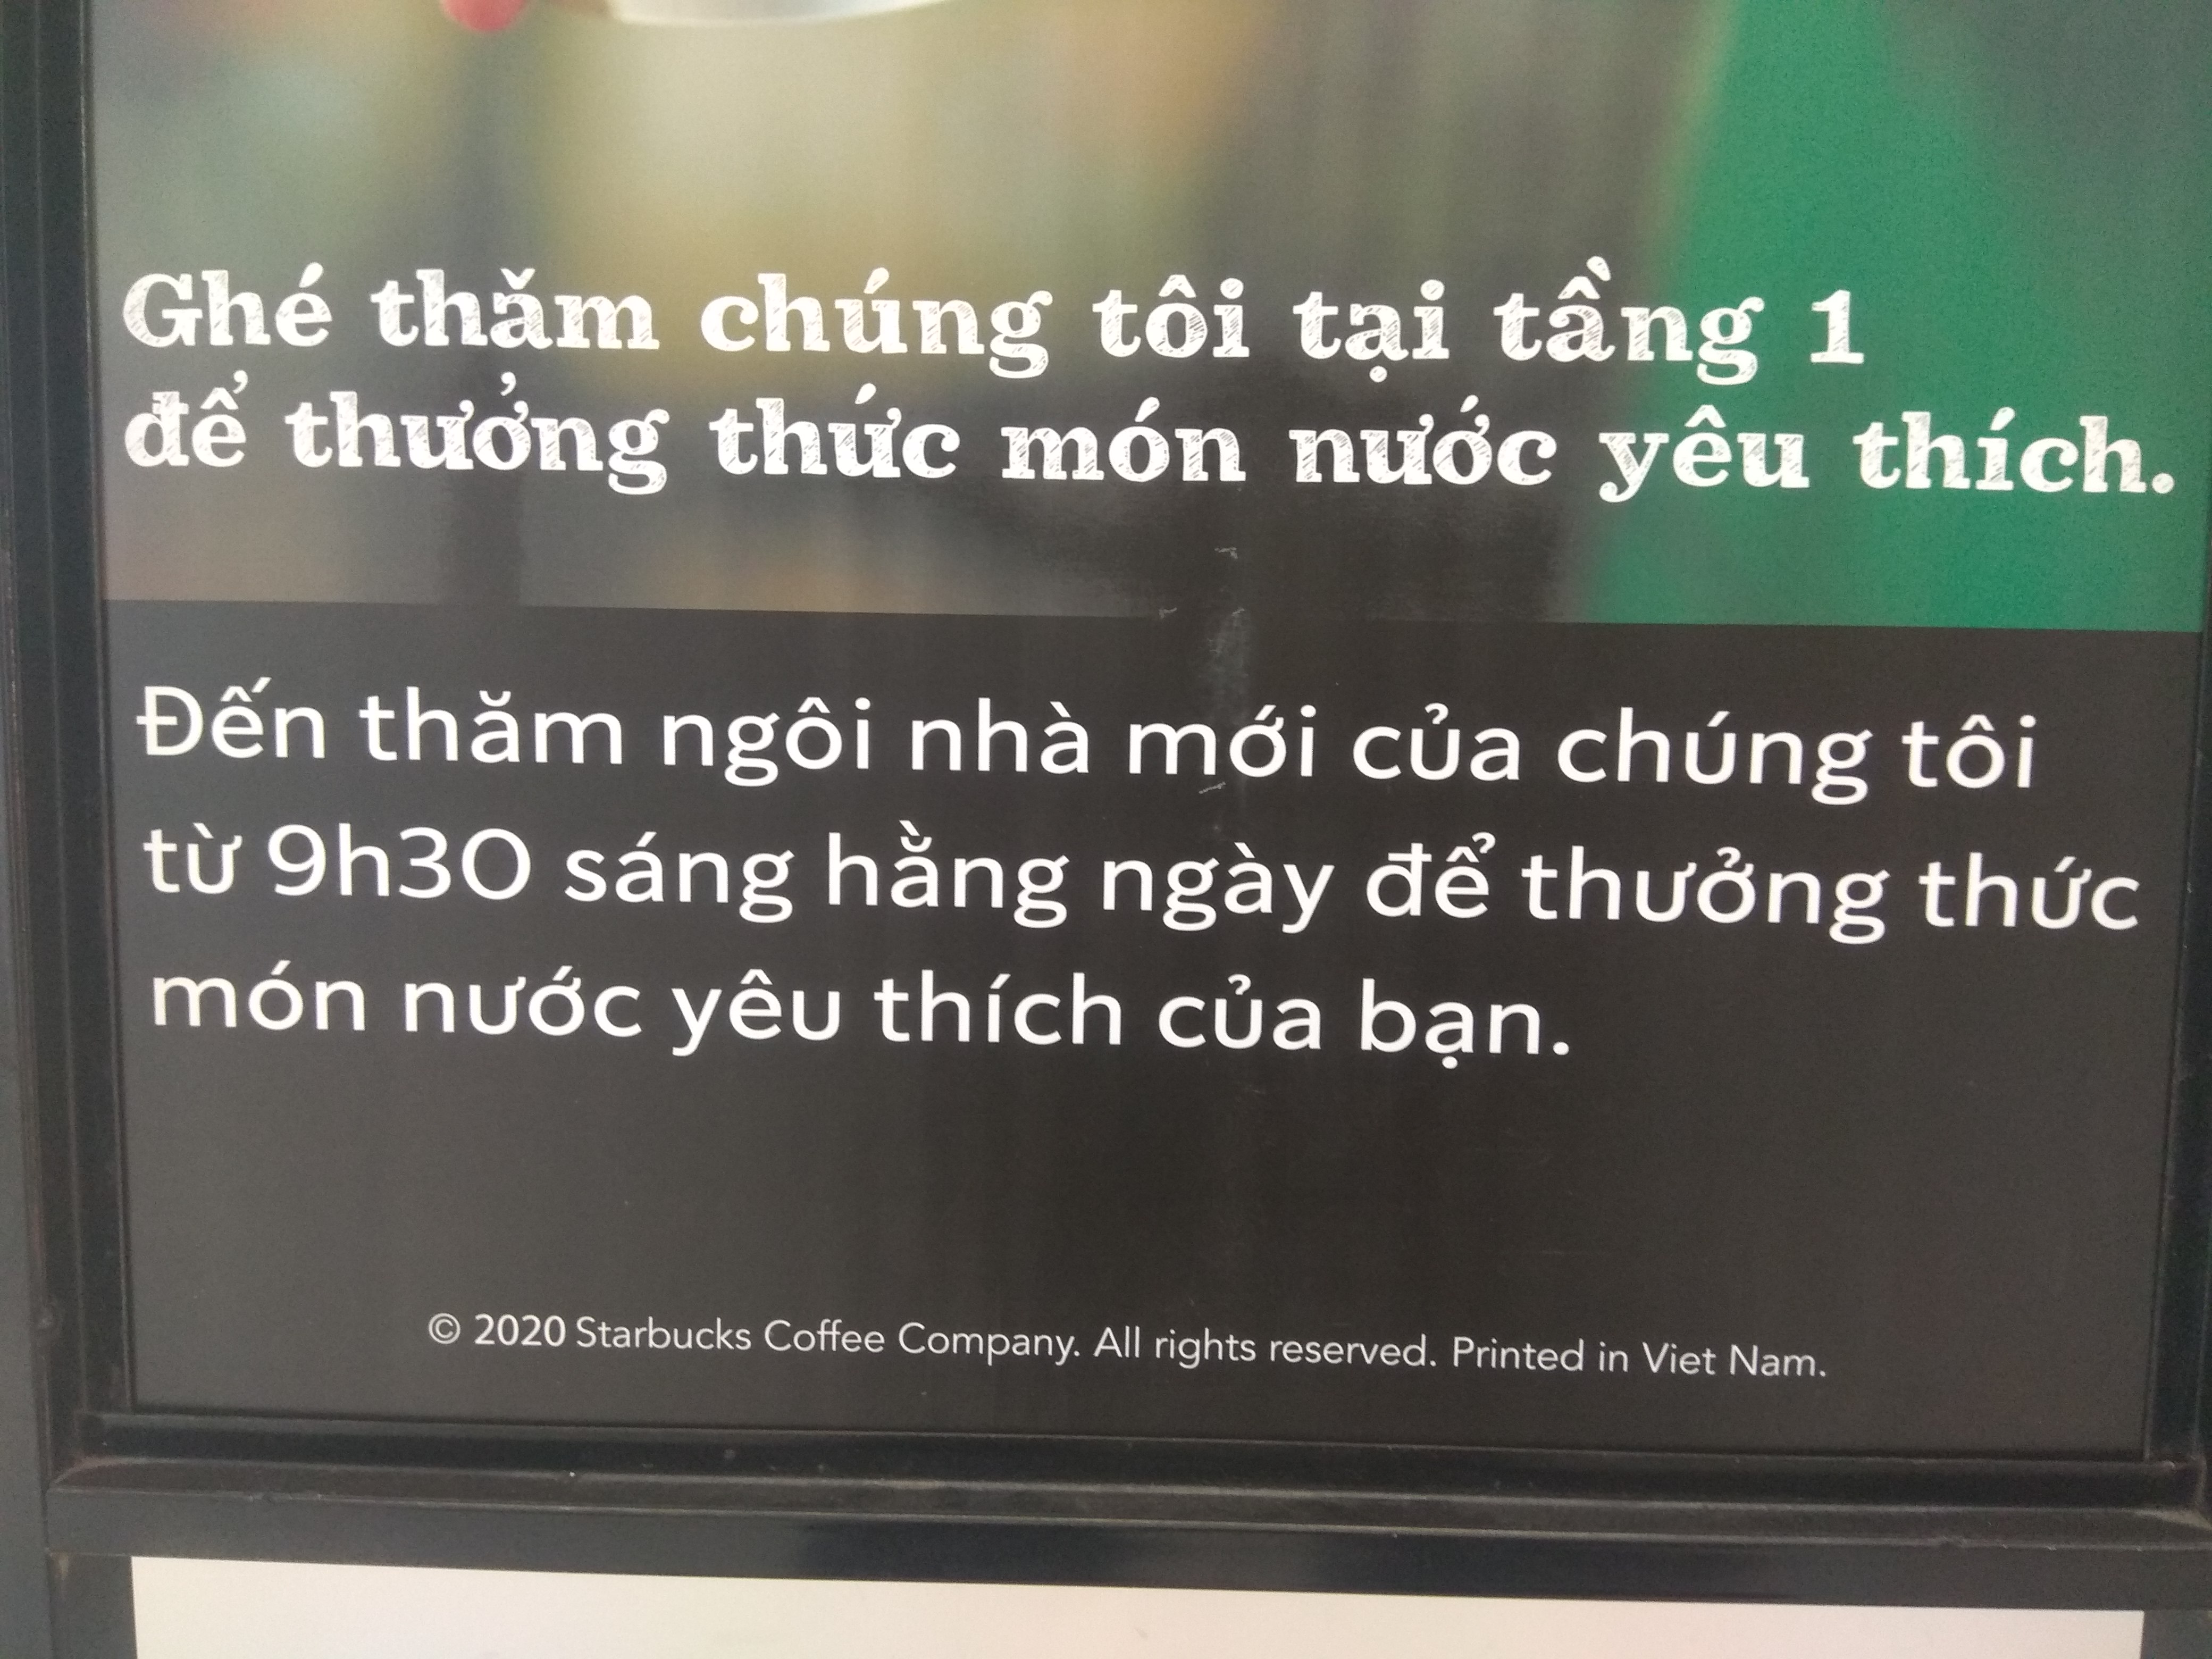 Ghé thăm chúng tôi tại tầng 1
để thưởng thức món nước yêu thích.
Đến thăm ngôi nhà mới của chúng tôi
từ 9h30 sáng hằng ngày để thưởng thức
món nước yêu thích của bạn.
© 2020 Starbucks Coffee Company. All rights reserved. Printed in Viet Nam.